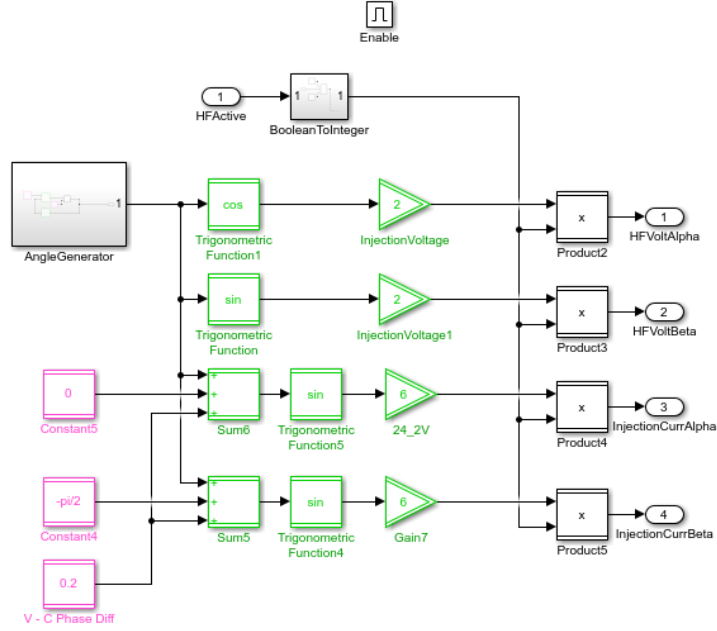 Enable
1
HFActive
1 1
BooleanToInteger
1
AngleGenerator
cos
Trigonometric
Function1
2
InjectionVoltage
x
Product2
1
HFVoltAlpha
sin
Trigonometric
Function
2
InjectionVoltage1
x
Product3
2
HFVoltBeta
0
Constant5
+
+
+
Sum6
sin
Trigonometric
Function5
6
24_2V
x
Product4
3
InjectionCurrAlpha
-pi/2
Constant4
+
+
+
Sum5
sin
Trigonometric
Function4
6
Gain7
x
Product5
4
InjectionCurrBeta
0.2
V - C Phase Diff